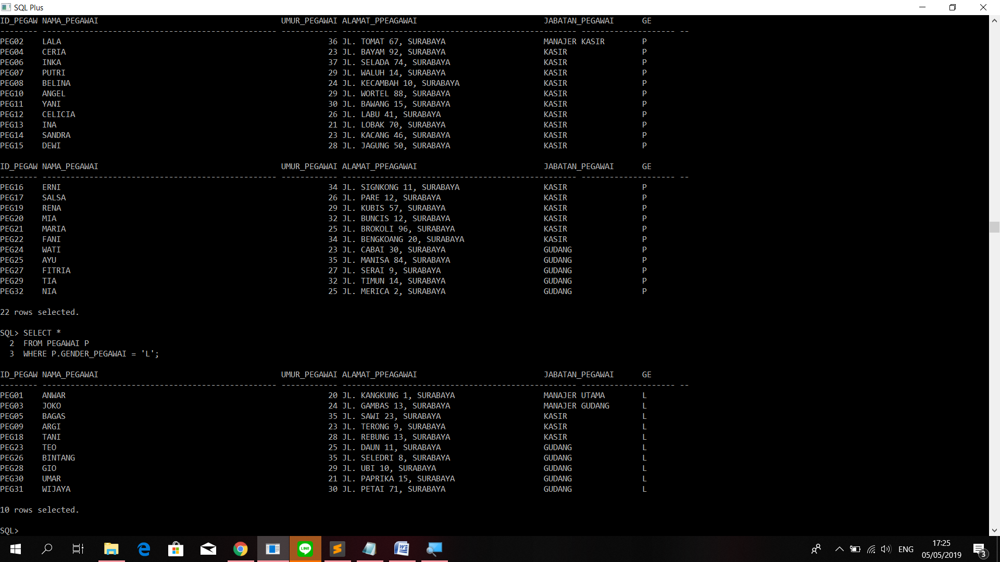 SQL Plus
ID_PEGAW NAMA_PEGAWAI UMUR_PEGAWAI ALAMAT_PPEAGAWAI JABATAN_PEGAWAI GE
-------- -------------------------------------------------- ------------ -------------------------------------------------- -------------------- --
PEG02 LALA 36 JL. TOMAT 67, SURABAYA MANAJER KASIR P
PEG04 CERIA 23 JL. BAYAM 92, SURABAYA KASIR P
PEG06 INKA 37 JL. SELADA 74, SURABAYA KASIR P
PEG07 PUTRI 29 JL. WALUH 14, SURABAYA KASIR P
PEG08 BELINA 24 JL. KECAMBAH 10, SURABAYA KASIR P
PEG10 ANGEL 29 JL. WORTEL 88, SURABAYA KASIR P
PEG11 YANI 30 JL. BAWANG 15, SURABAYA KASIR P
PEG12 CELICIA 26 JL. LABU 41, SURABAYA KASIR P
PEG13 INA 21 JL. LOBAK 70, SURABAYA KASIR P
PEG14 SANDRA 23 JL. KACANG 46, SURABAYA KASIR P
PEG15 DEWI 28 JL. JAGUNG 50, SURABAYA KASIR P
ID_PEGAW NAMA_PEGAWAI UMUR_PEGAWAI ALAMAT_PPEAGAWAI JABATAN_PEGAWAI GE
-------- -------------------------------------------------- ------------ -------------------------------------------------- -------------------- --
PEG16 ERNI 34 JL. SIGNKONG 11, SURABAYA KASIR P
PEG17 SALSA 26 JL. PARE 12, SURABAYA KASIR P
PEG19 RENA 29 JL. KUBIS 57, SURABAYA KASIR P
PEG20 MIA 32 JL. BUNCIS 12, SURABAYA KASIR P
PEG21 MARIA 25 JL. BROKOLI 96, SURABAYA KASIR P
PEG22 FANI 34 JL. BENGKOANG 20, SURABAYA KASIR P
PEG24 WATI 23 JL. CABAI 30, SURABAYA GUDANG P
PEG25 AYU 35 JL. MANISA 84, SURABAYA GUDANG P
PEG27 FITRIA 27 JL. SERAI 9, SURABAYA GUDANG P
PEG29 TIA 32 JL. TIMUN 14, SURABAYA GUDANG P
PEG32 NIA 25 JL. MERICA 2, SURABAYA GUDANG P
22 rows selected.
SQL> SELECT *
2 FROM PEGAWAI P
3 WHERE P.GENDER_PEGAWAI = 'L';
ID_PEGAW NAMA_PEGAWAI UMUR_PEGAWAI ALAMAT_PPEAGAWAI JABATAN_PEGAWAI GE
-------- -------------------------------------------------- ------------ -------------------------------------------------- -------------------- --
PEG01 ANWAR 20 JL. KANGKUNG 1, SURABAYA MANAJER UTAMA L
PEG03 JOKO 24 JL. GAMBAS 13, SURABAYA MANAJER GUDANG L
PEG05 BAGAS 35 JL. SAWI 23, SURABAYA KASIR L
PEG09 ARGI 23 JL. TERONG 9, SURABAYA KASIR L
PEG18 TANI 28 JL. REBUNG 13, SURABAYA KASIR L
PEG23 TEO 25 JL. DAUN 11, SURABAYA GUDANG L
PEG26 BINTANG 35 JL. SELEDRI 8, SURABAYA GUDANG L
PEG28 GIO 29 JL. UBI 10, SURABAYA GUDANG L
PEG30 UMAR 21 JL. PAPRIKA 15, SURABAYA GUDANG L
PEG31 WIJAYA 30 JL. PETAI 71, SURABAYA GUDANG L
10 rows selected.
SQL>
LINE
ENG
17:25
05/05/2019
3